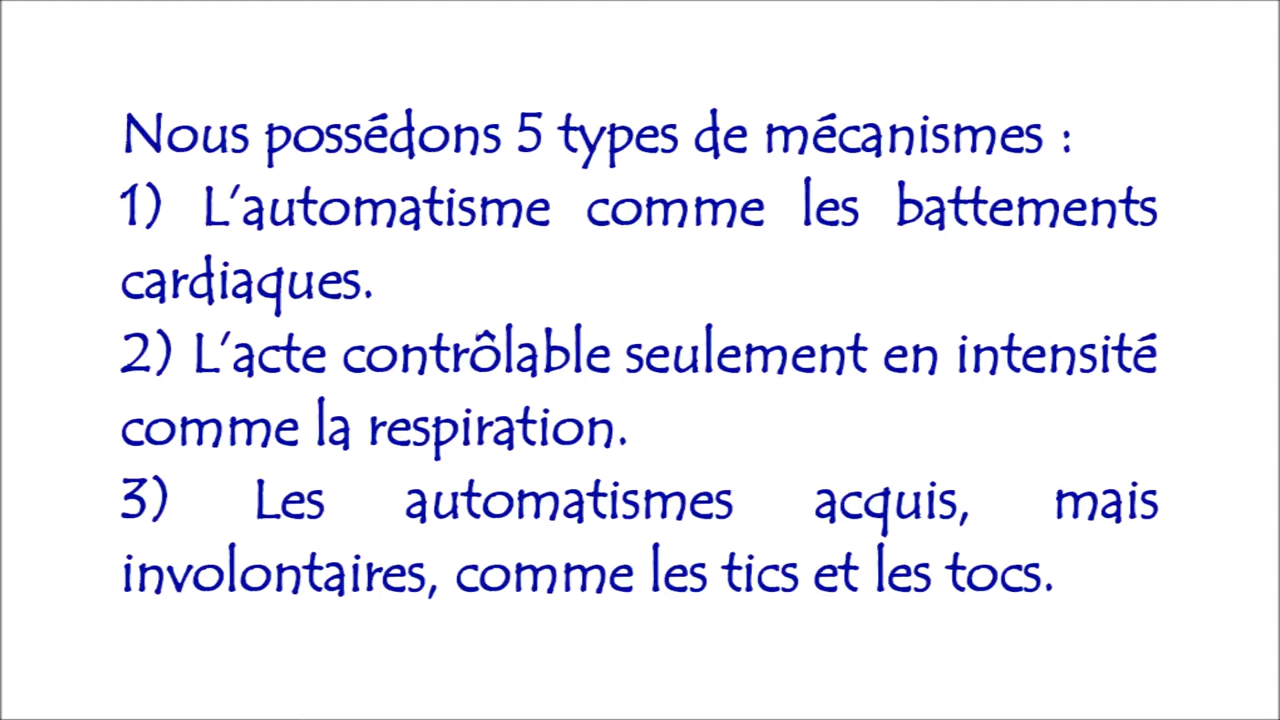 Nous possédons 5 types de mécanismes :
1) L'automatisme comme les battements
cardiaques.
2) L'acte contrôlable seulement en intensité
comme la respiration.
3) Les automatismes acquis, mais
involontaires, comme les tics et les tocs.